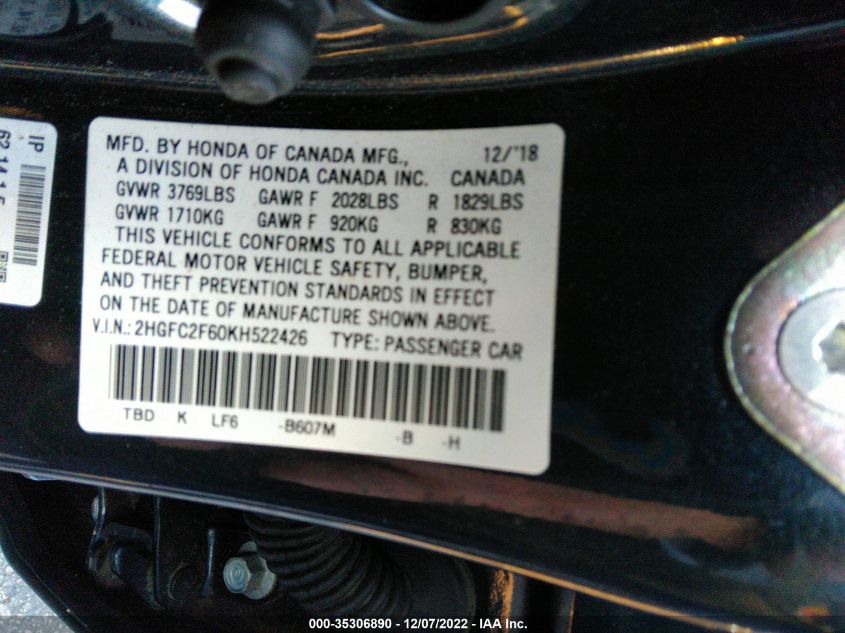 IP
MFD. BY HONDA OF CANADA MFG., 12/'18
A DIVISION OF HONDA CANADA INC. CANADA
GVWR 3769LBS GAWR F 2028LBS R 1829LBS
GVWR 1710KG GAWR F 920KG R 830KG
THIS VEHICLE CONFORMS TO ALL APPLICABLE
FEDERAL MOTOR VEHICLE SAFETY, BUMPER,
AND THEFT PREVENTION STANDARDS IN EFFECT
ON THE DATE OF MANUFACTURE SHOWN ABOVE.
V.I.N.: 2HGFC2F60KH522426 TYPE: PASSENGER CAR
TBD K LF6 -B607M -B -H
000-35306890 - 12/07/2022 - IAA Inc.